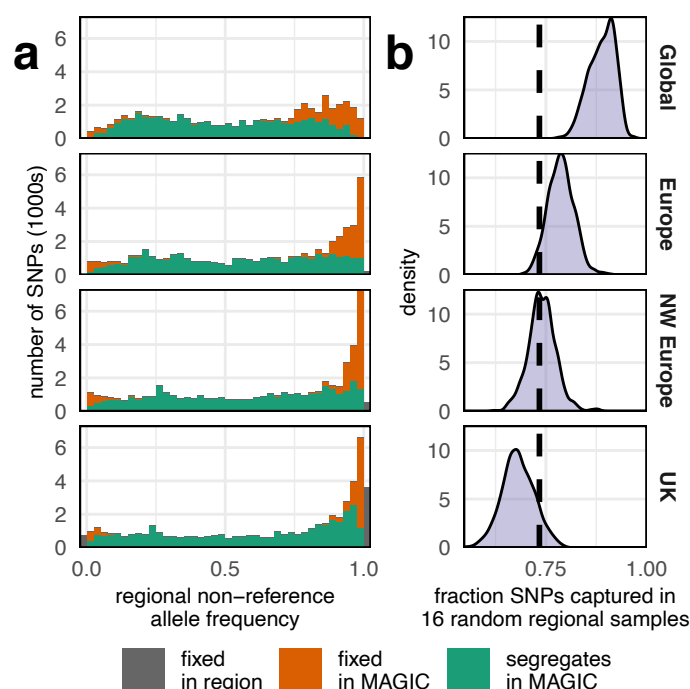 a
6
4
2
0
6
4
2
0
6
4
2
0
6
4
2
0
number of SNPs (1000s)
0.0 0.5 1.0
regional non−reference
allele frequency
b
10
5
0
10
5
0
10
5
0
10
5
0
density
0.75 1.00
fraction SNPs captured in
16 random regional samples
Global
Europe
NW Europe
UK
fixed
in region
fixed
in MAGIC
segregates
in MAGIC